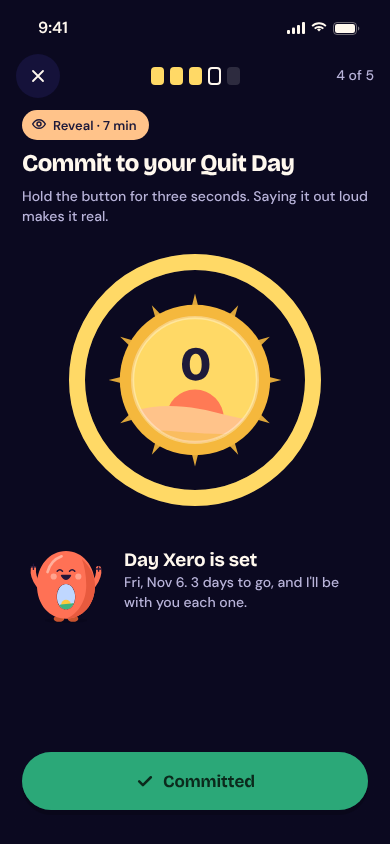 9:41
4 of 5
Reveal · 7 min
Commit to your Quit Day
Hold the button for three seconds. Saying it out loud
makes it real.
0
Day Xero is set
Fri, Nov 6. 3 days to go, and I'll be
with you each one.
Committed